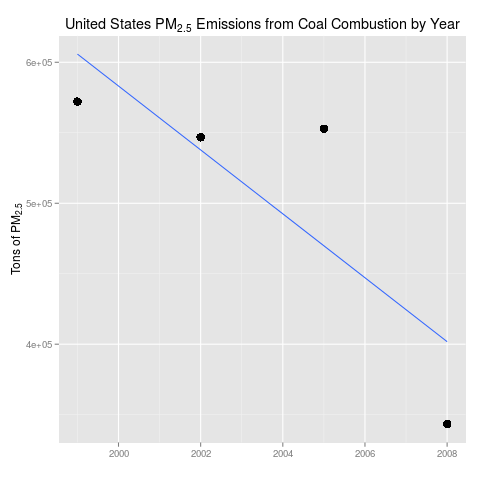 United States PM2.5 Emissions from Coal Combustion by Year
6e+05
5e+05
4e+05
Tons of PM2.5
2000 2002 2004 2006 2008